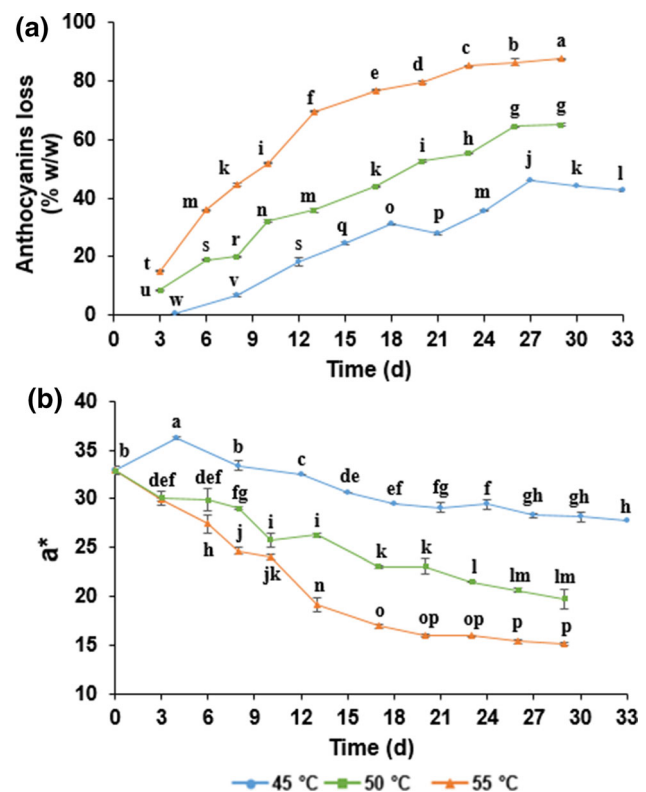 (a)
100
80
60
40
20
0
Anthocyanins loss
(% w/w)
t m k i f e d c b a
u s r n m k i h g g
w v s q o p m j k l
0 3 6 9 12 15 18 21 24 27 30 33
Time (d)
(b)
40
35
30
25
20
15
10
a*
b a b c de ef fg f gh gh h
def def fg i i k k l lm lm
h j jk n o op op p p
0 3 6 9 12 15 18 21 24 27 30 33
Time (d)
45 °C 50 °C 55 °C